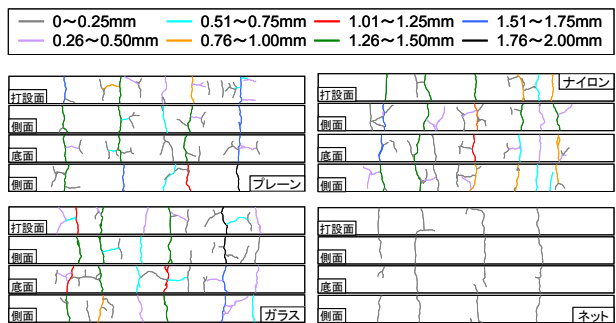 0～0.25mm 0.51～0.75mm 1.01～1.25mm 1.51～1.75mm
0.26～0.50mm 0.76～1.00mm 1.26～1.50mm 1.76～2.00mm
打設面
側面
底面
側面
プレーン
ナイロン
打設面
側面
底面
側面
打設面
側面
底面
側面
ガラス
打設面
側面
底面
側面
ネット